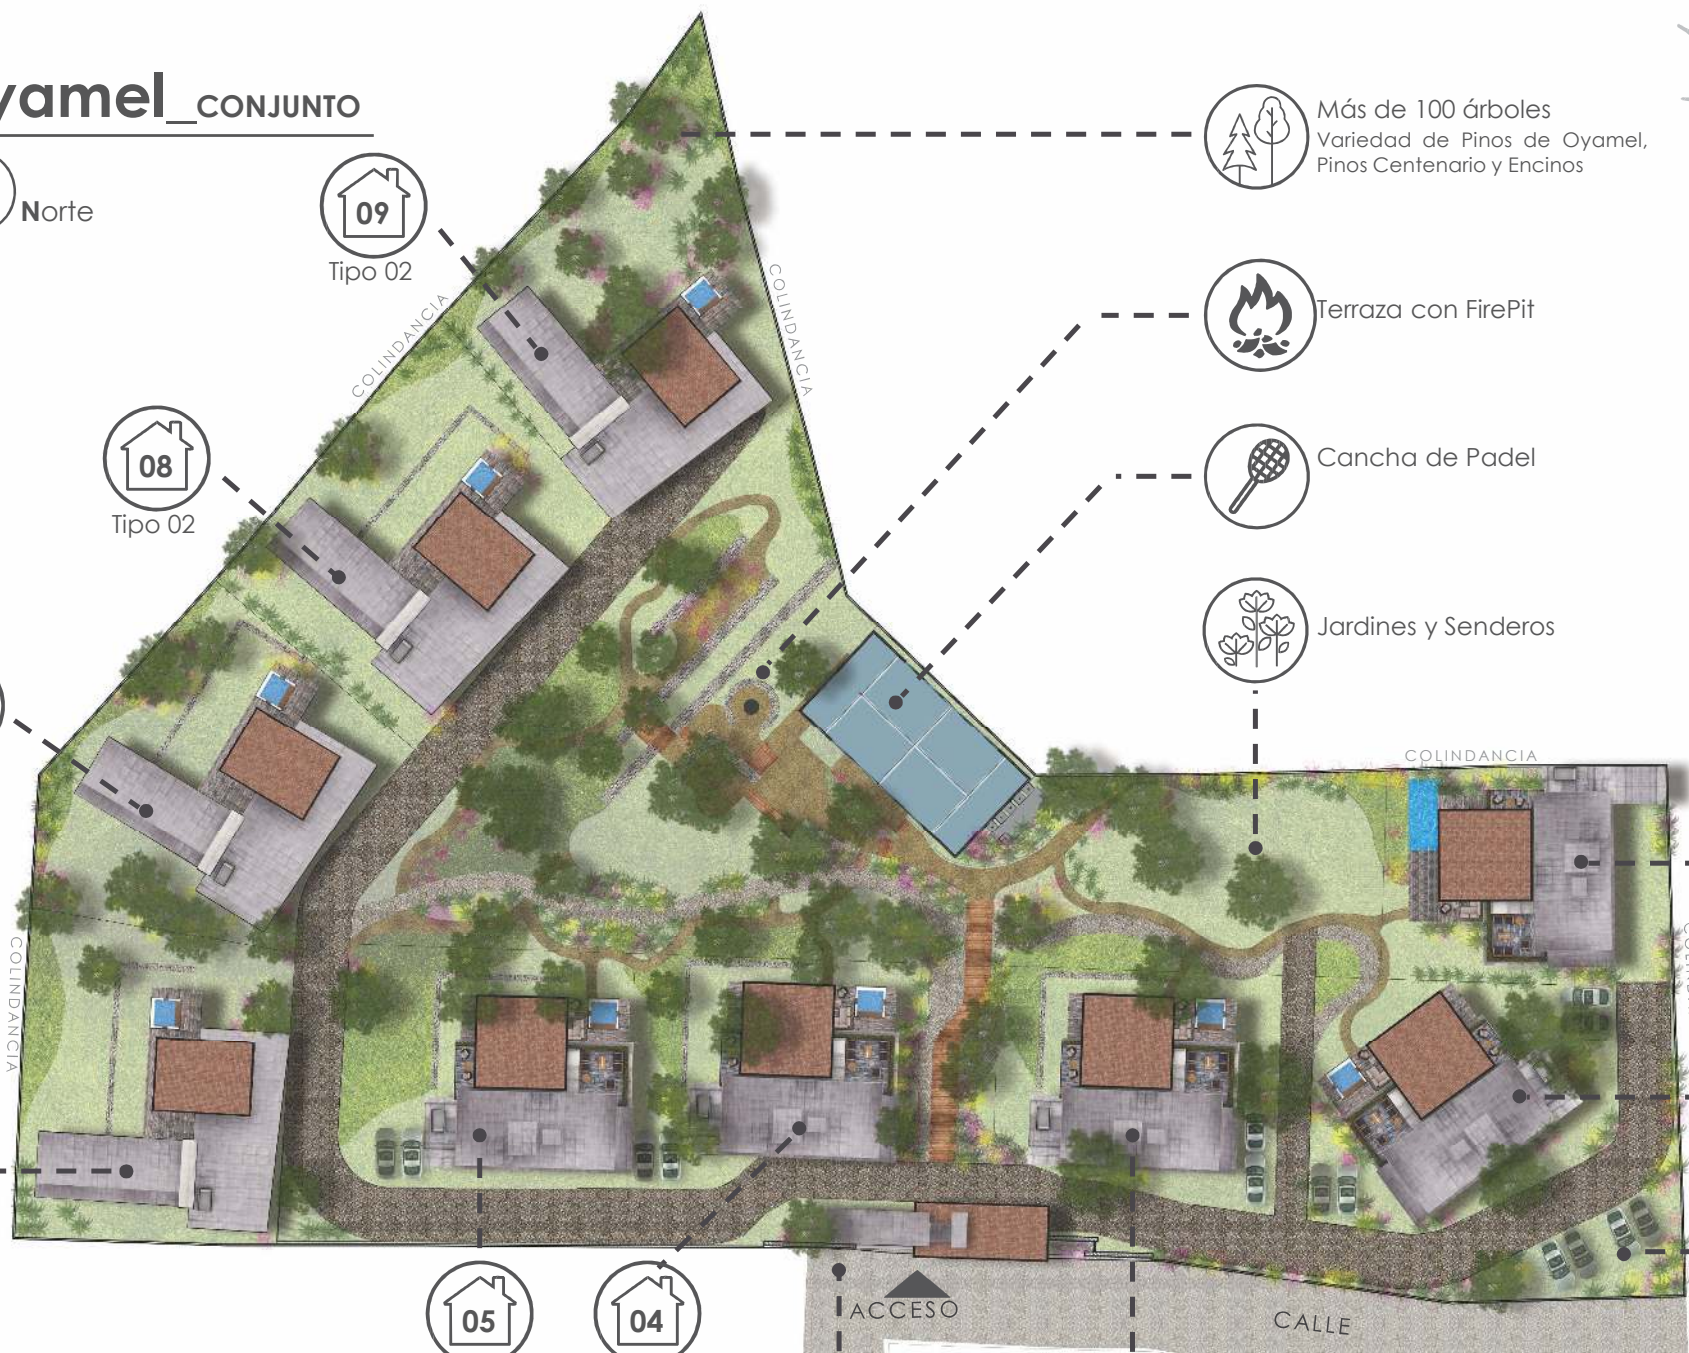 yamel_CONJUNTO
Norte
09
Tipo 02
08
Tipo 02
Más de 100 árboles
Variedad de Pinos de Oyamel,
Pinos Centenario y Encinos
Terraza con FirePit
Cancha de Padel
Jardines y Senderos
COLINDANCIA
COLINDANCIA
COLINDANCIA
COLINDANCIA
05
04
ACCESO
CALLE